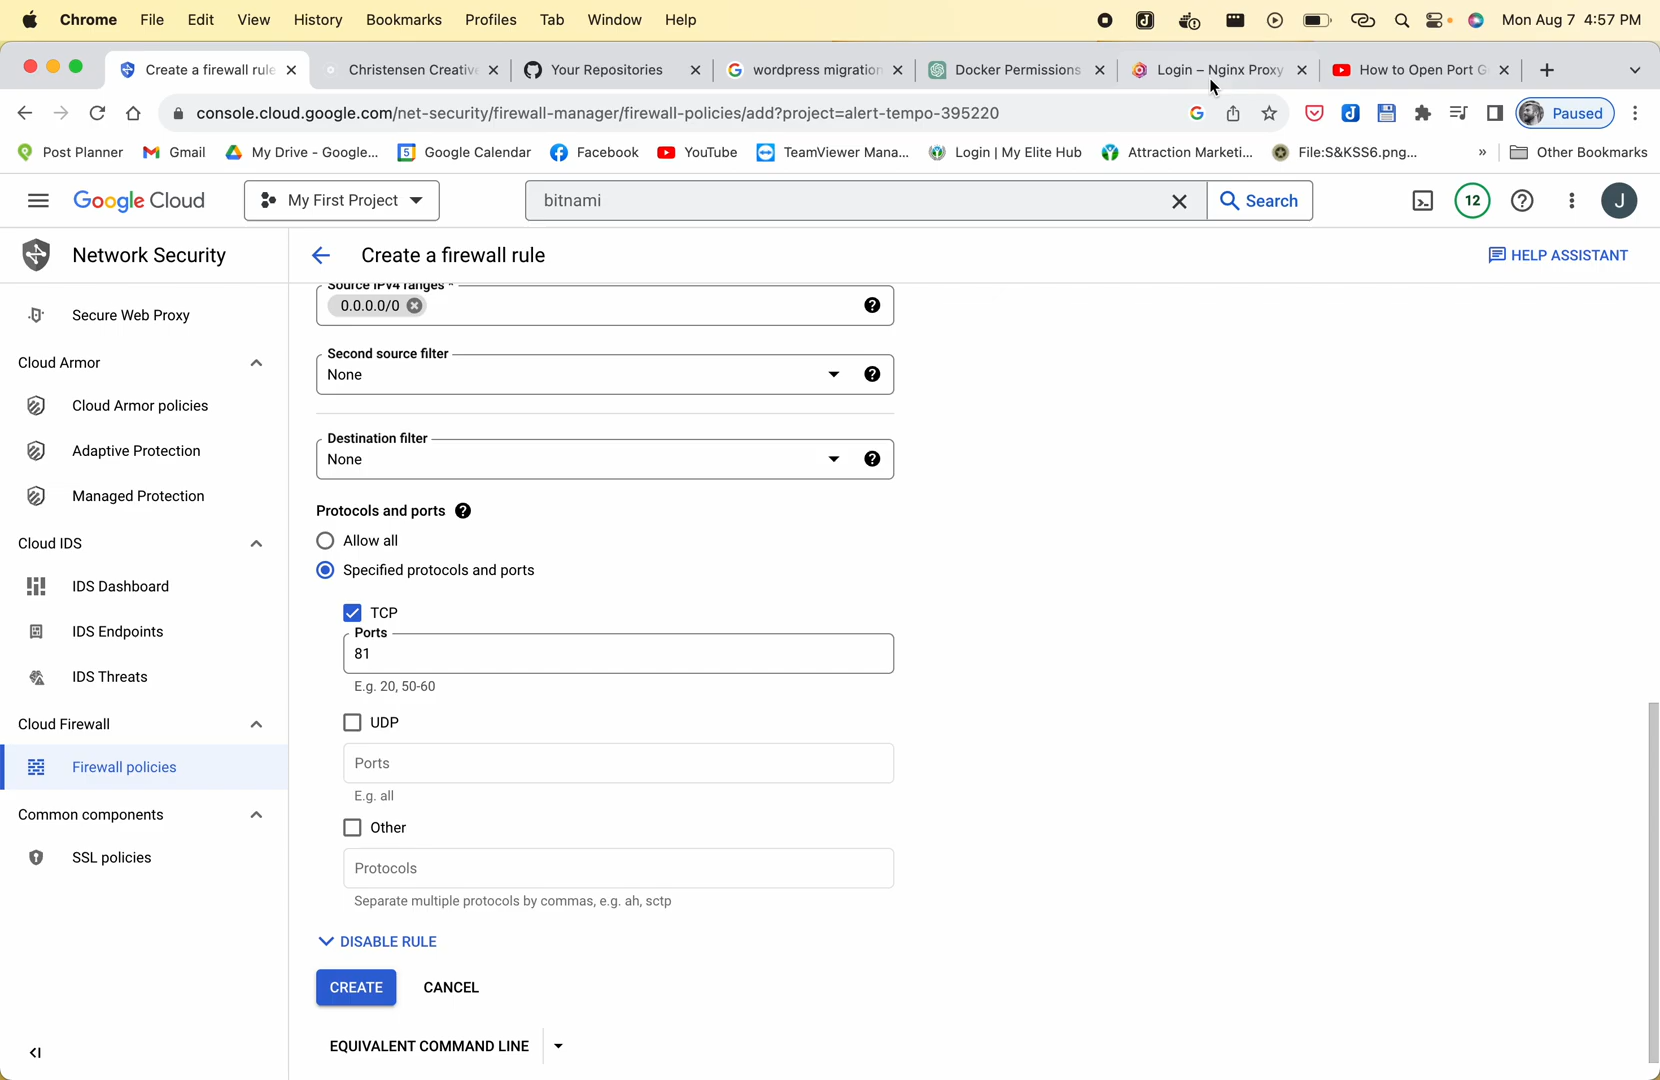 Chrome File Edit View History Bookmarks Profiles Tab Window Help Mon Aug 7 4:57 PM
Create a firewall rule Christensen Creative Your Repositories wordpress migration Docker Permissions Login – Nginx Proxy How to Open Port G
console.cloud.google.com/net-security/firewall-manager/firewall-policies/add?project=alert-tempo-395220 Paused
Post Planner Gmail My Drive - Google... Google Calendar Facebook YouTube TeamViewer Mana... Login | My Elite Hub Attraction Marketi... File:S&KSS6.png... » Other Bookmarks
Google Cloud My First Project bitnami Search 12 J
Network Security Create a firewall rule HELP ASSISTANT
Secure Web Proxy
Cloud Armor
Cloud Armor policies
Adaptive Protection
Managed Protection
Cloud IDS
IDS Dashboard
IDS Endpoints
IDS Threats
Cloud Firewall
Firewall policies
Common components
SSL policies
Source IPv4 ranges *
0.0.0.0/0
Second source filter
None
Destination filter
None
Protocols and ports
Allow all
Specified protocols and ports
TCP
Ports
81
E.g. 20, 50-60
UDP
Ports
E.g. all
Other
Protocols
Separate multiple protocols by commas, e.g. ah, sctp
DISABLE RULE
CREATE CANCEL
EQUIVALENT COMMAND LINE